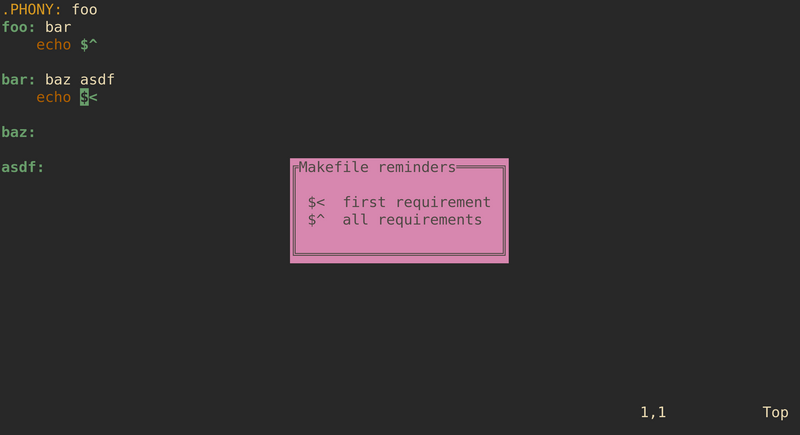 .PHONY: foo
foo: bar
    echo $^
bar: baz asdf
    echo $<
baz:
asdf:
Makefile reminders
$<  first requirement
$^  all requirements
1,1 Top